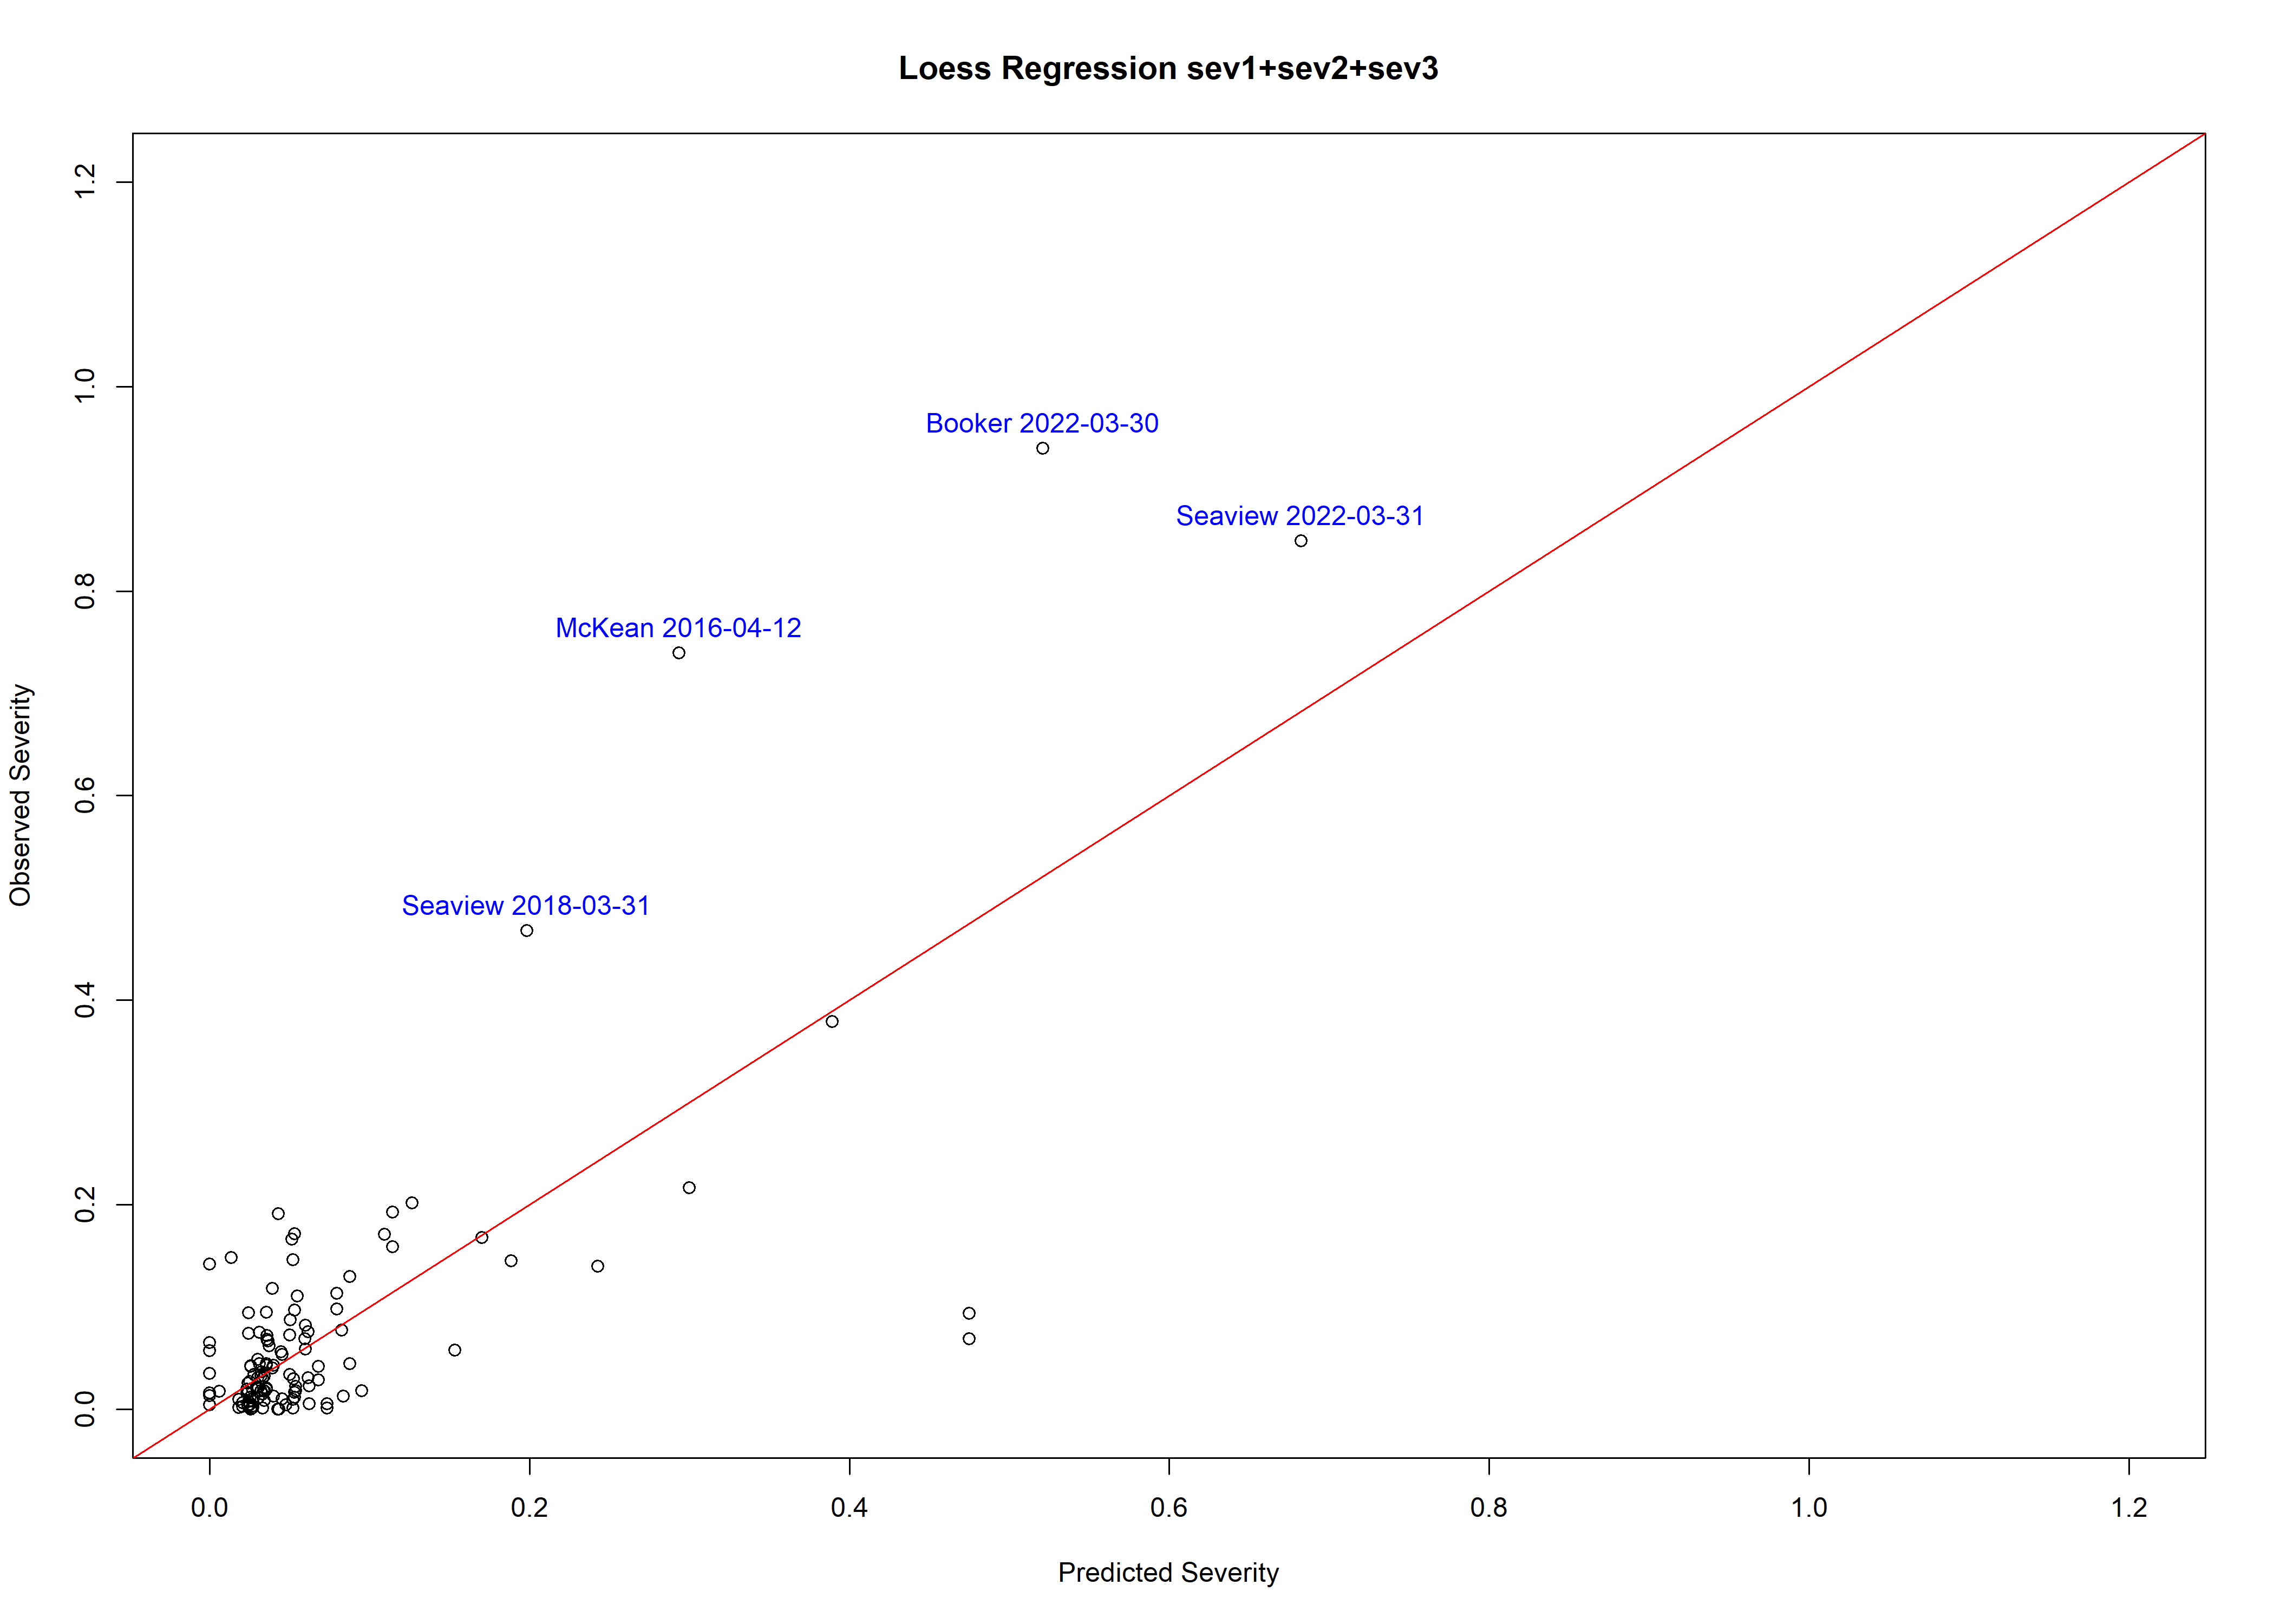 Loess Regression sev1+sev2+sev3
1.2
1.0
0.8
0.6
0.4
0.2
0.0
Observed Severity
Booker 2022-03-30
Seaview 2022-03-31
McKean 2016-04-12
Seaview 2018-03-31
0.0 0.2 0.4 0.6 0.8 1.0 1.2
Predicted Severity